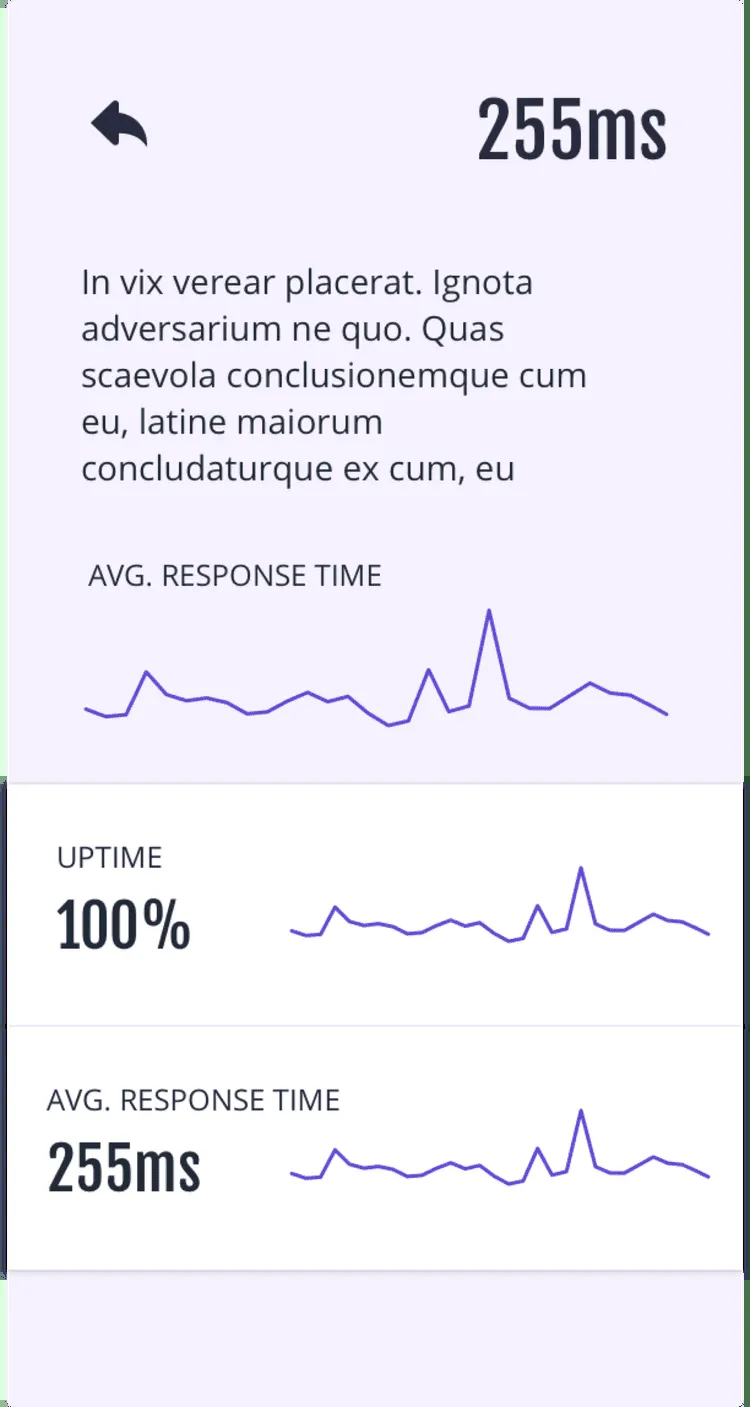 255ms
In vix verear placerat. Ignota
adversarium ne quo. Quas
scaevola conclusionemque cum
eu, latine maiorum
concludaturque ex cum, eu
AVG. RESPONSE TIME
UPTIME
100%
AVG. RESPONSE TIME
255ms